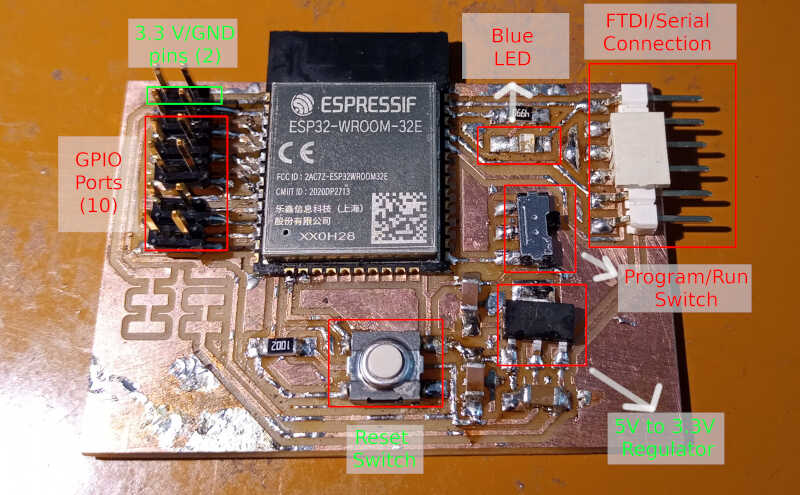 3.3 V/GND
pins (2)
Blue
LED
FTDI/Serial
Connection
GPIO
Ports
(10)
ESPRESSIF
ESP32-WROOM-32E
CE
FCC ID : 2AC7Z-ESP32WROOM32E
CMIIT ID : 2020DP2713
乐鑫信息科技（上海）
股份有限公司
XX0H28
Program/Run
Switch
1002
Reset
Switch
5V to 3.3V
Regulator